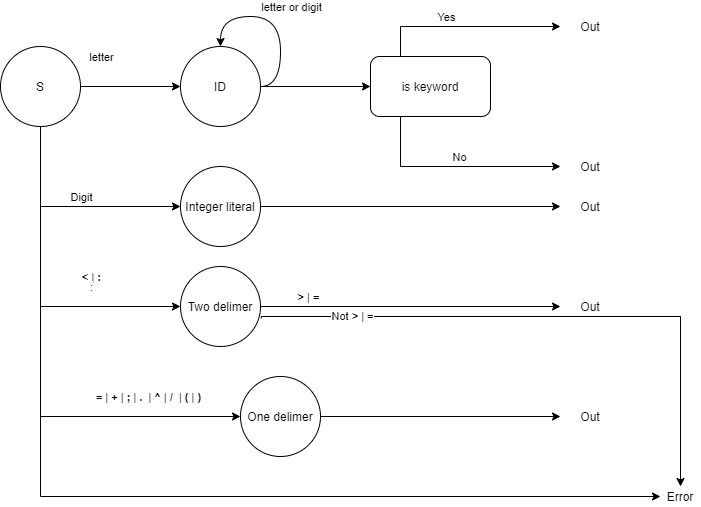 letter or digit
Yes
Out
letter
S
ID
is keyword
No
Out
Digit
Integer literal
Out
< | :
:
Two delimer
> | =
Out
Not > | =
= | + | ; | . | ^ | / | ( | )
One delimer
Out
Error